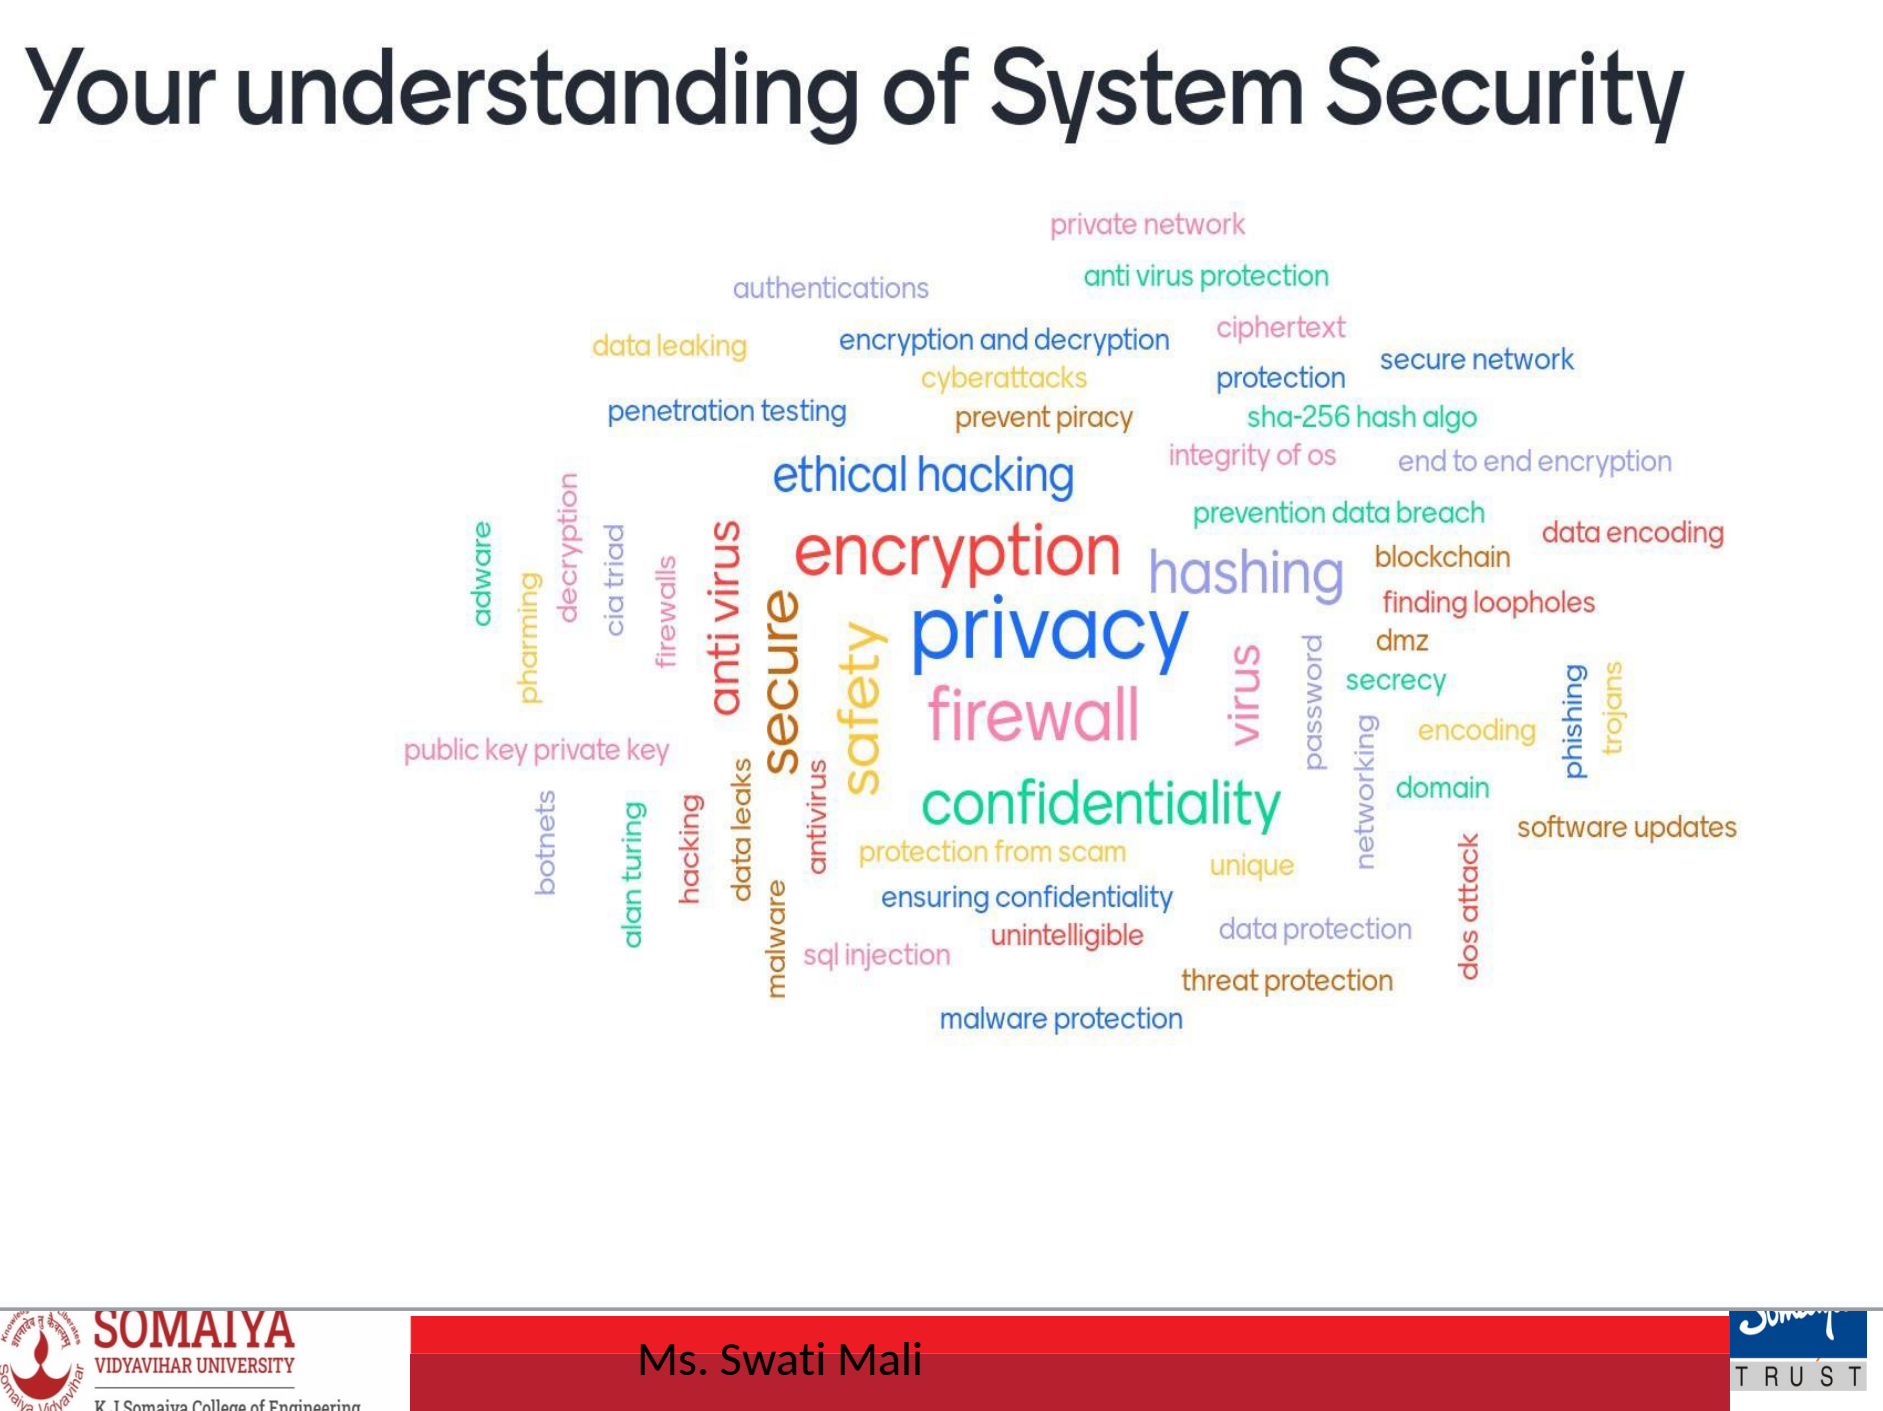 Your understanding of System Security
private network
anti virus protection
authentications
ciphertext
encryption and decryption
data leaking
secure network
cyberattacks
protection
penetration testing
prevent piracy
sha-256 hash algo
integrity of os
end to end encryption
ethical hacking
prevention data breach
data encoding
encryption
hashing
blockchain
adware
decryption
cia triad
firewalls
anti virus
pharming
finding loopholes
privacy
dmz
secure
safety
virus
password
secrecy
phishing
trojans
firewall
encoding
public key private key
networking
domain
confidentiality
software updates
botnets
alan turing
hacking
data leaks
antivirus
protection from scam
unique
ensuring confidentiality
dos attack
data protection
unintelligible
malware
sql injection
threat protection
malware protection
SOMAIYA
VIDYAVIHAR UNIVERSITY
K J Somaiya College of Engineering
Ms. Swati Mali
Somaiya
TRUST